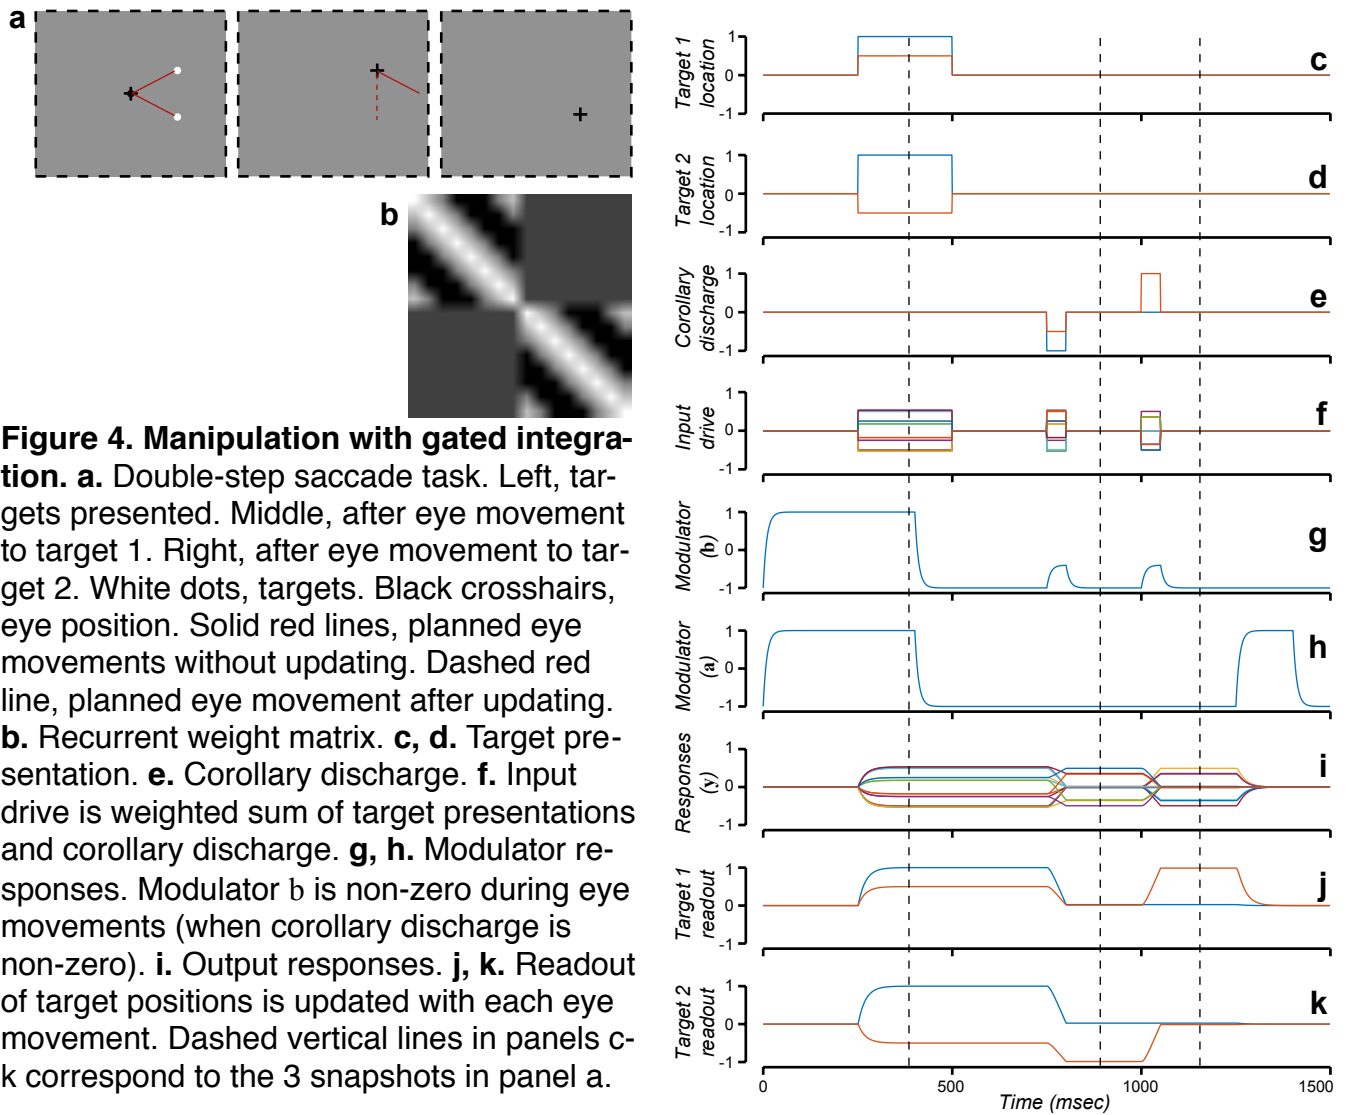 a
b
Figure 4. Manipulation with gated integra-
tion. a. Double-step saccade task. Left, tar-
gets presented. Middle, after eye movement
to target 1. Right, after eye movement to tar-
get 2. White dots, targets. Black crosshairs,
eye position. Solid red lines, planned eye
movements without updating. Dashed red
line, planned eye movement after updating.
b. Recurrent weight matrix. c, d. Target pre-
sentation. e. Corollary discharge. f. Input
drive is weighted sum of target presentations
and corollary discharge. g, h. Modulator re-
sponses. Modulator b is non-zero during eye
movements (when corollary discharge is
non-zero). i. Output responses. j, k. Readout
of target positions is updated with each eye
movement. Dashed vertical lines in panels c-
k correspond to the 3 snapshots in panel a.
Target 1
location
1
0
-1
c
Target 2
location
1
0
-1
d
Corollary
discharge
1
0
-1
e
Input
drive
1
0
-1
f
Modulator
(b)
1
0
-1
g
Modulator
(a)
1
0
-1
h
Responses
(y)
1
0
-1
i
Target 1
readout
1
0
-1
j
Target 2
readout
1
0
-1
k
0 500 1000 1500
Time (msec)